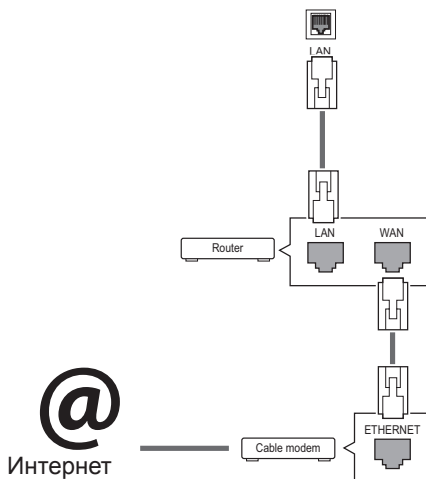 LAN
LAN WAN
Router
@
ETHERNET
Cable modem
Интернет